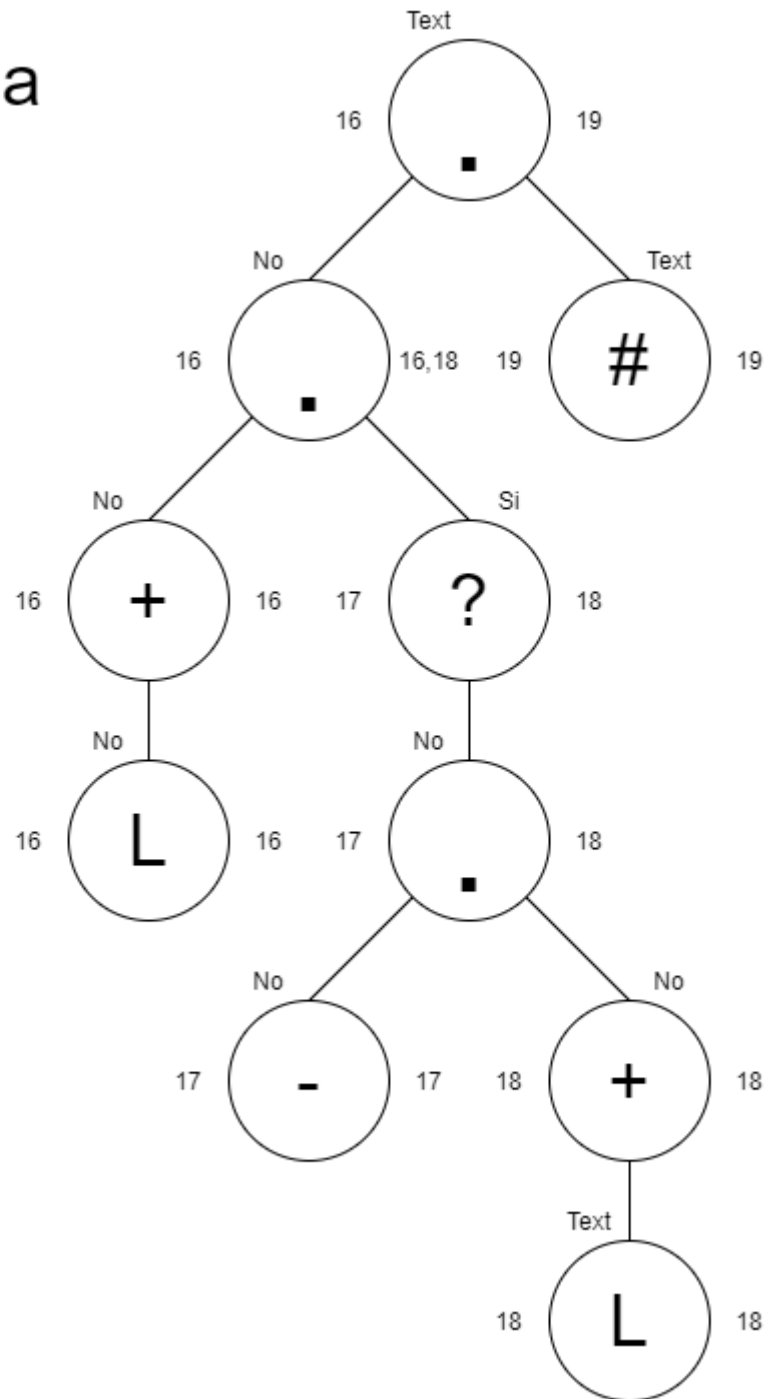 Text
a
16 . 19
No Text
16 . 16,18 19 # 19
No Si
16 + 16 17 ? 18
No No
16 L 16 17 . 18
No No
17 - 17 18 + 18
Text
18 L 18